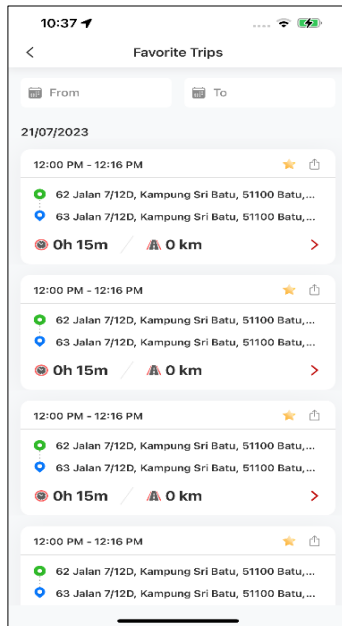 10:37
Favorite Trips
From
To
21/07/2023
12:00 PM - 12:16 PM
62 Jalan 7/12D, Kampung Sri Batu, 51100 Batu,...
63 Jalan 7/12D, Kampung Sri Batu, 51100 Batu,...
0h 15m
0 km
12:00 PM - 12:16 PM
62 Jalan 7/12D, Kampung Sri Batu, 51100 Batu,...
63 Jalan 7/12D, Kampung Sri Batu, 51100 Batu,...
0h 15m
0 km
12:00 PM - 12:16 PM
62 Jalan 7/12D, Kampung Sri Batu, 51100 Batu,...
63 Jalan 7/12D, Kampung Sri Batu, 51100 Batu,...
0h 15m
0 km
12:00 PM - 12:16 PM
62 Jalan 7/12D, Kampung Sri Batu, 51100 Batu,...
63 Jalan 7/12D, Kampung Sri Batu, 51100 Batu,...